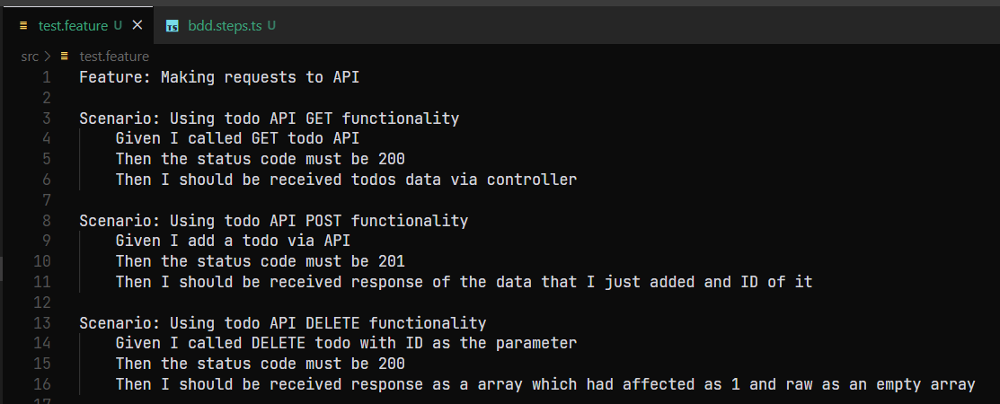 test.feature U ×
TS bdd.steps.ts U
src > test.feature
1 Feature: Making requests to API
2
3 Scenario: Using todo API GET functionality
4 Given I called GET todo API
5 Then the status code must be 200
6 Then I should be received todos data via controller
7
8 Scenario: Using todo API POST functionality
9 Given I add a todo via API
10 Then the status code must be 201
11 Then I should be received response of the data that I just added and ID of it
12
13 Scenario: Using todo API DELETE functionality
14 Given I called DELETE todo with ID as the parameter
15 Then the status code must be 200
16 Then I should be received response as a array which had affected as 1 and raw as an empty array
17